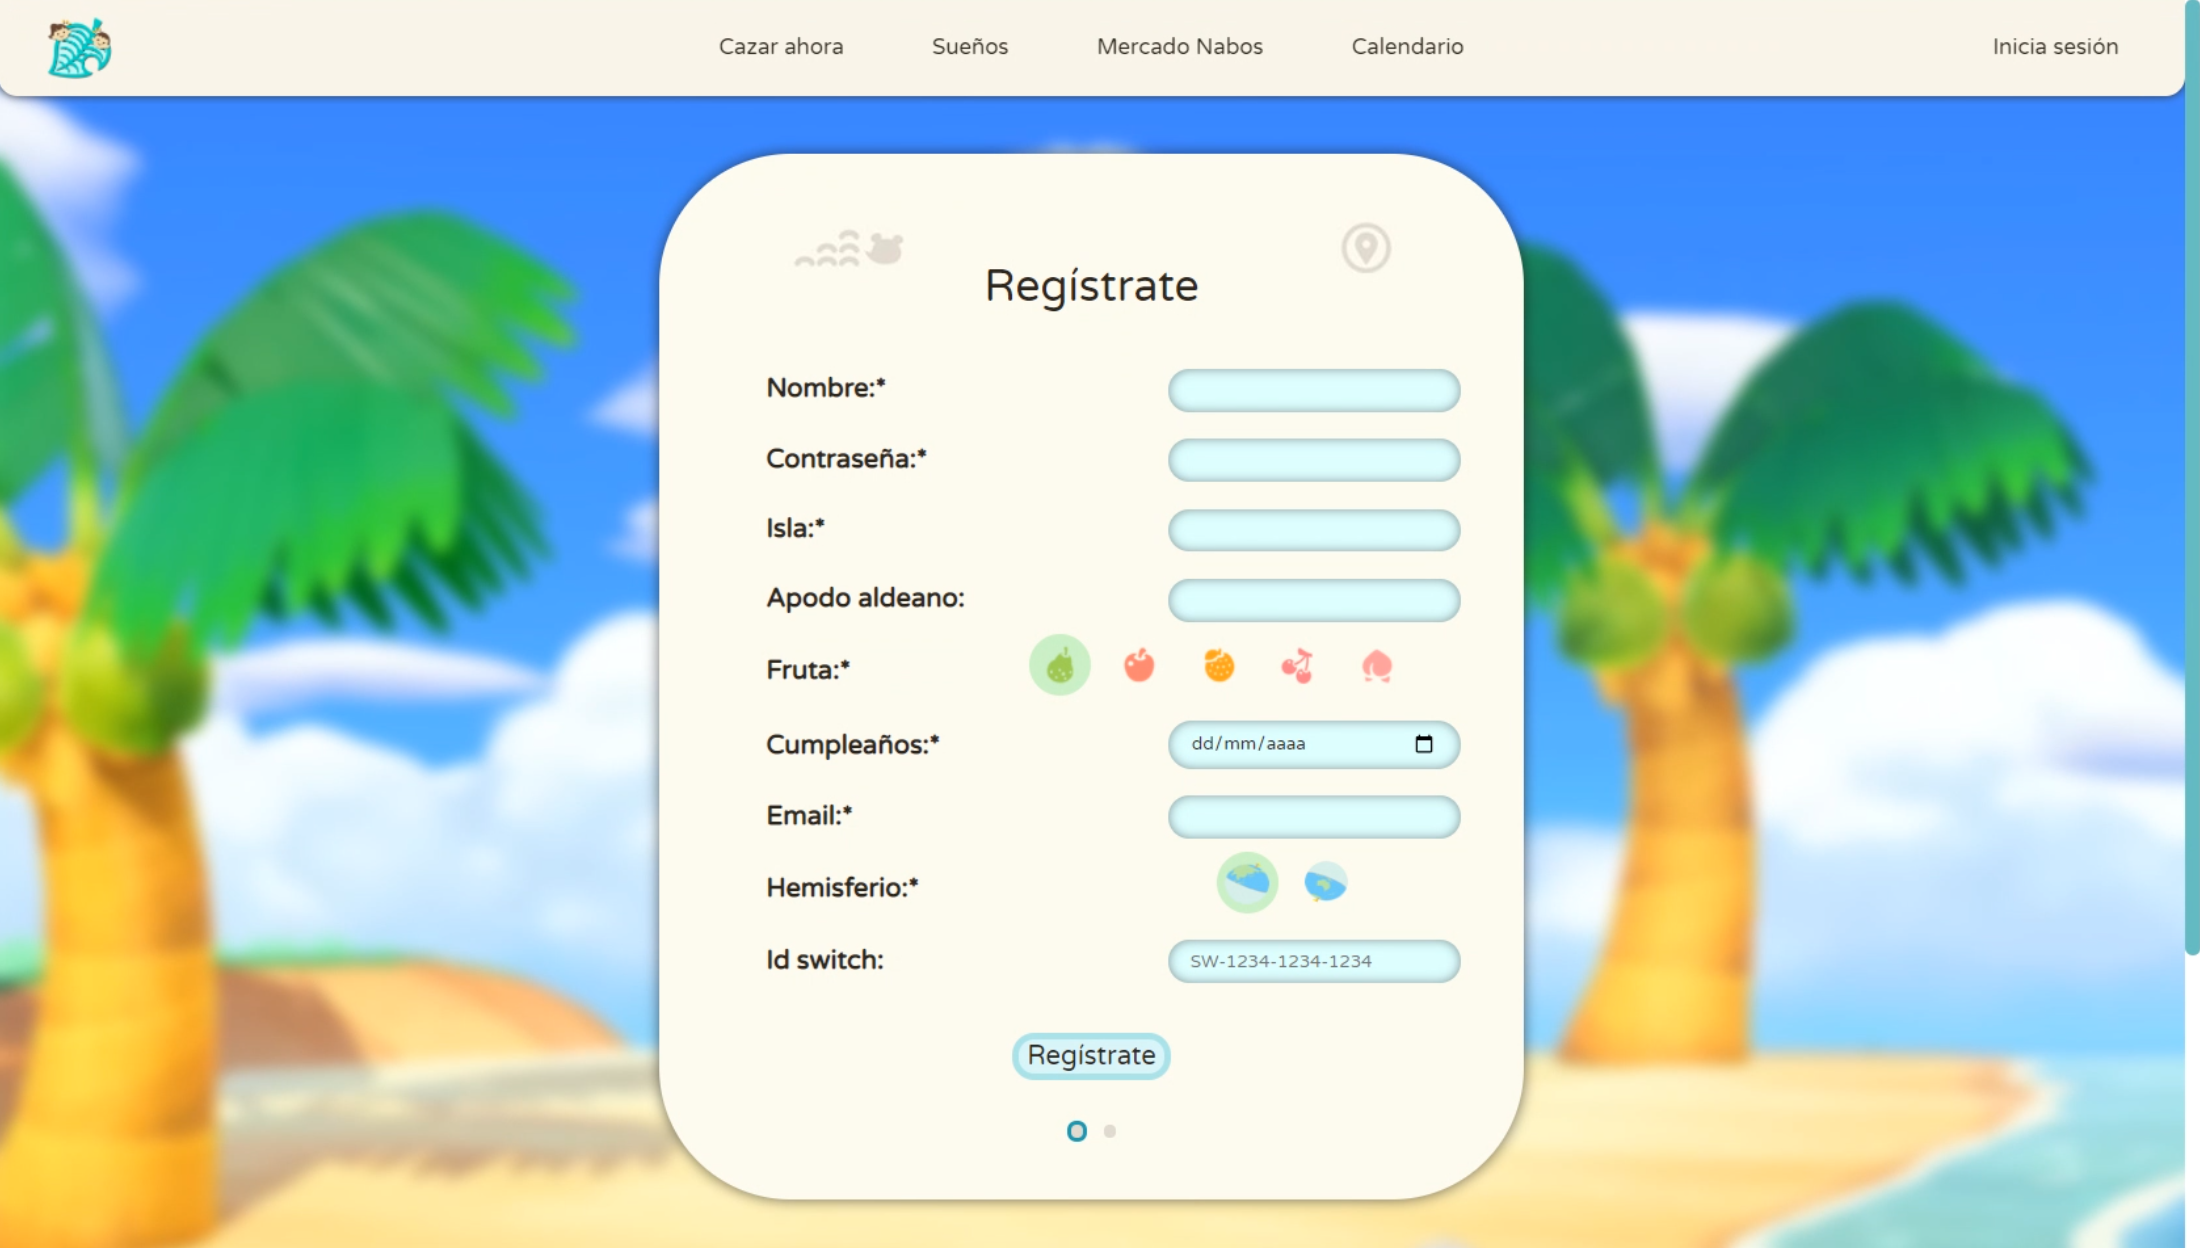 Cazar ahora
Sueños
Mercado Nabos
Calendario
Inicia sesión
Regístrate
Nombre:*
Contraseña:*
Isla:*
Apodo aldeano:
Fruta:*
Cumpleaños:*
dd/mm/aaaa
Email:*
Hemisferio:*
Id switch:
SW-1234-1234-1234
Regístrate